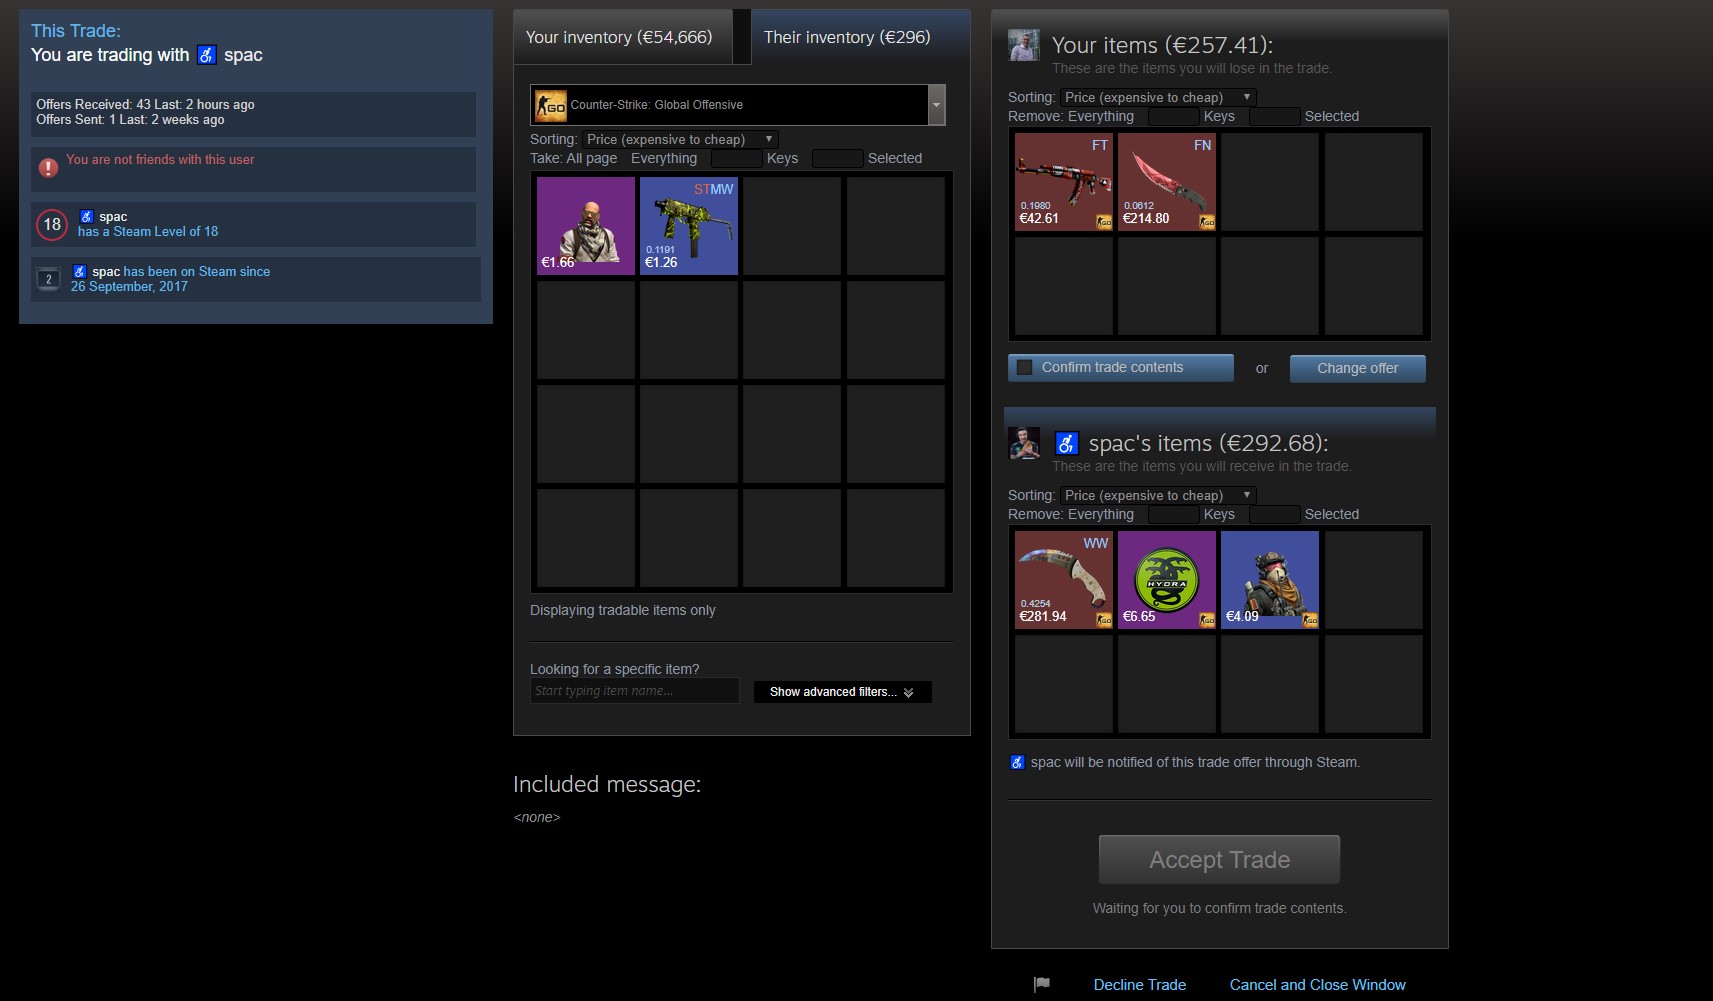 This Trade:
You are trading with spac
Offers Received: 43 Last: 2 hours ago
Offers Sent: 1 Last: 2 weeks ago
You are not friends with this user
18
spac
has a Steam Level of 18
2
spac has been on Steam since
26 September, 2017
Your inventory (€54,666)
Their inventory (€296)
GO
Counter-Strike: Global Offensive
Sorting: Price (expensive to cheap)
Take: All page Everything Keys Selected
€1.66
STMW
0.1191
€1.26
Displaying tradable items only
Looking for a specific item?
Start typing item name...
Show advanced filters...
Included message:
<none>
Your items (€257.41):
These are the items you will lose in the trade.
Sorting: Price (expensive to cheap)
Remove: Everything Keys Selected
FT
0.1980
€42.61
GO
FN
0.0612
€214.80
GO
Confirm trade contents
or
Change offer
spac's items (€292.68):
These are the items you will receive in the trade.
Sorting: Price (expensive to cheap)
Remove: Everything Keys Selected
WW
0.4254
€281.94
GO
HYDRA
€6.65
GO
€4.09
GO
spac will be notified of this trade offer through Steam.
Accept Trade
Waiting for you to confirm trade contents.
Decline Trade
Cancel and Close Window